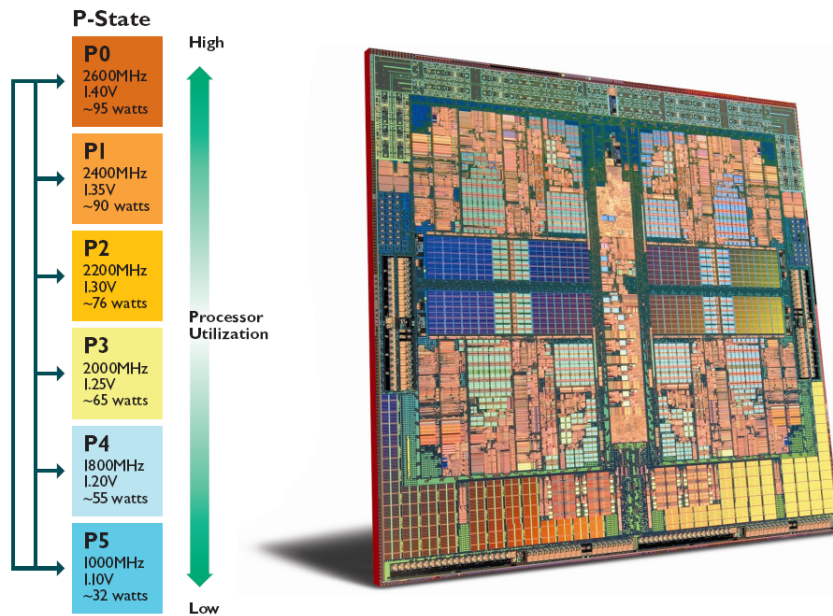 P-State
High
P0
2600MHz
1.40V
~95 watts
P1
2400MHz
1.35V
~90 watts
P2
2200MHz
1.30V
~76 watts
Processor
Utilization
P3
2000MHz
1.25V
~65 watts
P4
1800MHz
1.20V
~55 watts
P5
1000MHz
1.10V
~32 watts
Low